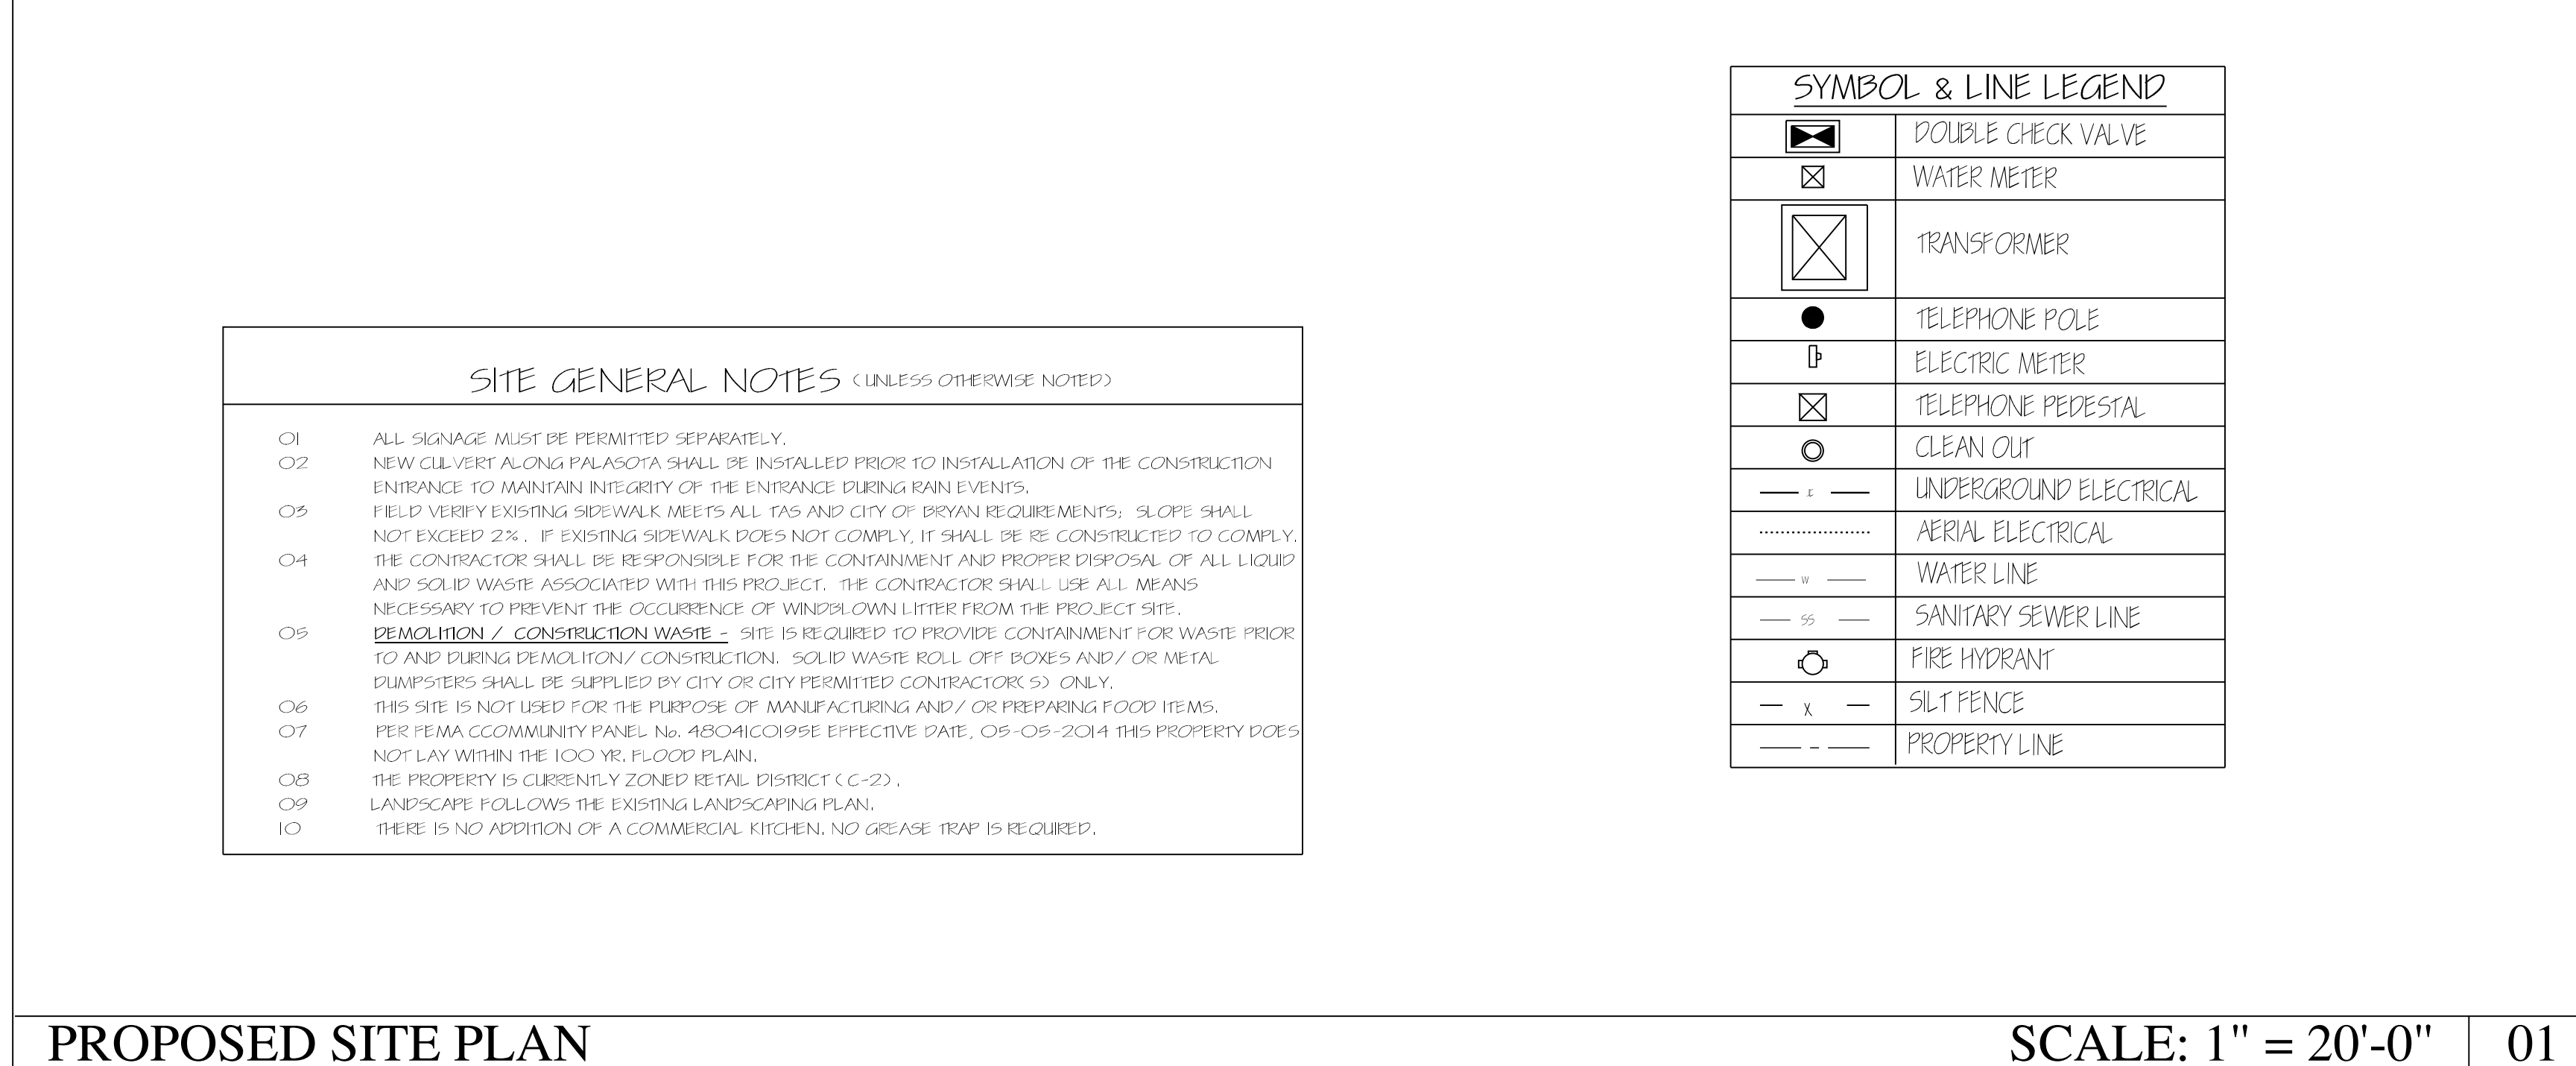 SITE GENERAL NOTES (UNLESS OTHERWISE NOTED)
01 ALL SIGNAGE MUST BE PERMITTED SEPARATELY.
02 NEW CULVERT ALONG PALASOTA SHALL BE INSTALLED PRIOR TO INSTALLATION OF THE CONSTRUCTION
ENTRANCE TO MAINTAIN INTEGRITY OF THE ENTRANCE DURING RAIN EVENTS.
03 FIELD VERIFY EXISTING SIDEWALK MEETS ALL TAS AND CITY OF BRYAN REQUIREMENTS; SLOPE SHALL
NOT EXCEED 2%. IF EXISTING SIDEWALK DOES NOT COMPLY, IT SHALL BE RE CONSTRUCTED TO COMPLY.
04 THE CONTRACTOR SHALL BE RESPONSIBLE FOR THE CONTAINMENT AND PROPER DISPOSAL OF ALL LIQUID
AND SOLID WASTE ASSOCIATED WITH THIS PROJECT. THE CONTRACTOR SHALL USE ALL MEANS
NECESSARY TO PREVENT THE OCCURRENCE OF WINDBLOWN LITTER FROM THE PROJECT SITE.
05 DEMOLITION / CONSTRUCTION WASTE - SITE IS REQUIRED TO PROVIDE CONTAINMENT FOR WASTE PRIOR
TO AND DURING DEMOLITON/ CONSTRUCTION. SOLID WASTE ROLL OFF BOXES AND/ OR METAL
DUMPSTERS SHALL BE SUPPLIED BY CITY OR CITY PERMITTED CONTRACTOR(S) ONLY.
06 THIS SITE IS NOT USED FOR THE PURPOSE OF MANUFACTURING AND/ OR PREPARING FOOD ITEMS.
07 PER FEMA CCOMMUNITY PANEL No. 48041C0195E EFFECTIVE DATE, 05-05-2014 THIS PROPERTY DOES
NOT LAY WITHIN THE 100 YR. FLOOD PLAIN.
08 THE PROPERTY IS CURRENTLY ZONED RETAIL DISTRICT (C-2).
09 LANDSCAPE FOLLOWS THE EXISTING LANDSCAPING PLAN.
10 THERE IS NO ADDITION OF A COMMERCIAL KITCHEN. NO GREASE TRAP IS REQUIRED.
SYMBOL & LINE LEGEND
DOUBLE CHECK VALVE
WATER METER
TRANSFORMER
TELEPHONE POLE
ELECTRIC METER
TELEPHONE PEDESTAL
CLEAN OUT
E UNDERGROUND ELECTRICAL
AERIAL ELECTRICAL
W WATER LINE
SS SANITARY SEWER LINE
FIRE HYDRANT
X SILT FENCE
PROPERTY LINE
PROPOSED SITE PLAN
SCALE: 1" = 20'-0"
01